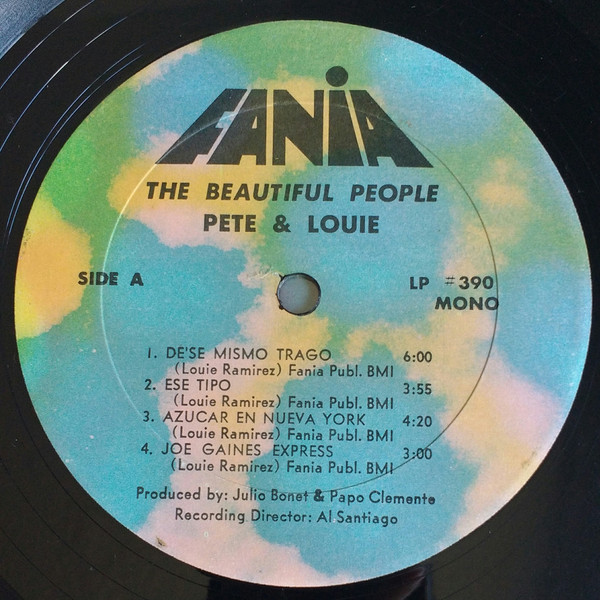 FANIA
THE BEAUTIFUL PEOPLE
PETE & LOUIE
SIDE A
LP #390
MONO
1. DE'SE MISMO TRAGO 6:00
(Louie Ramirez) Fania Publ. BMI
2. ESE TIPO 3:55
(Louie Ramirez) Fania Publ. BMI
3. AZUCAR EN NUEVA YORK 4:20
(Louie Ramirez) Fania Publ. BMI
4. JOE GAINES EXPRESS 3:00
(Louie Ramirez) Fania Publ. BMI
Produced by: Julio Bonet & Papo Clemente
Recording Director: Al Santiago